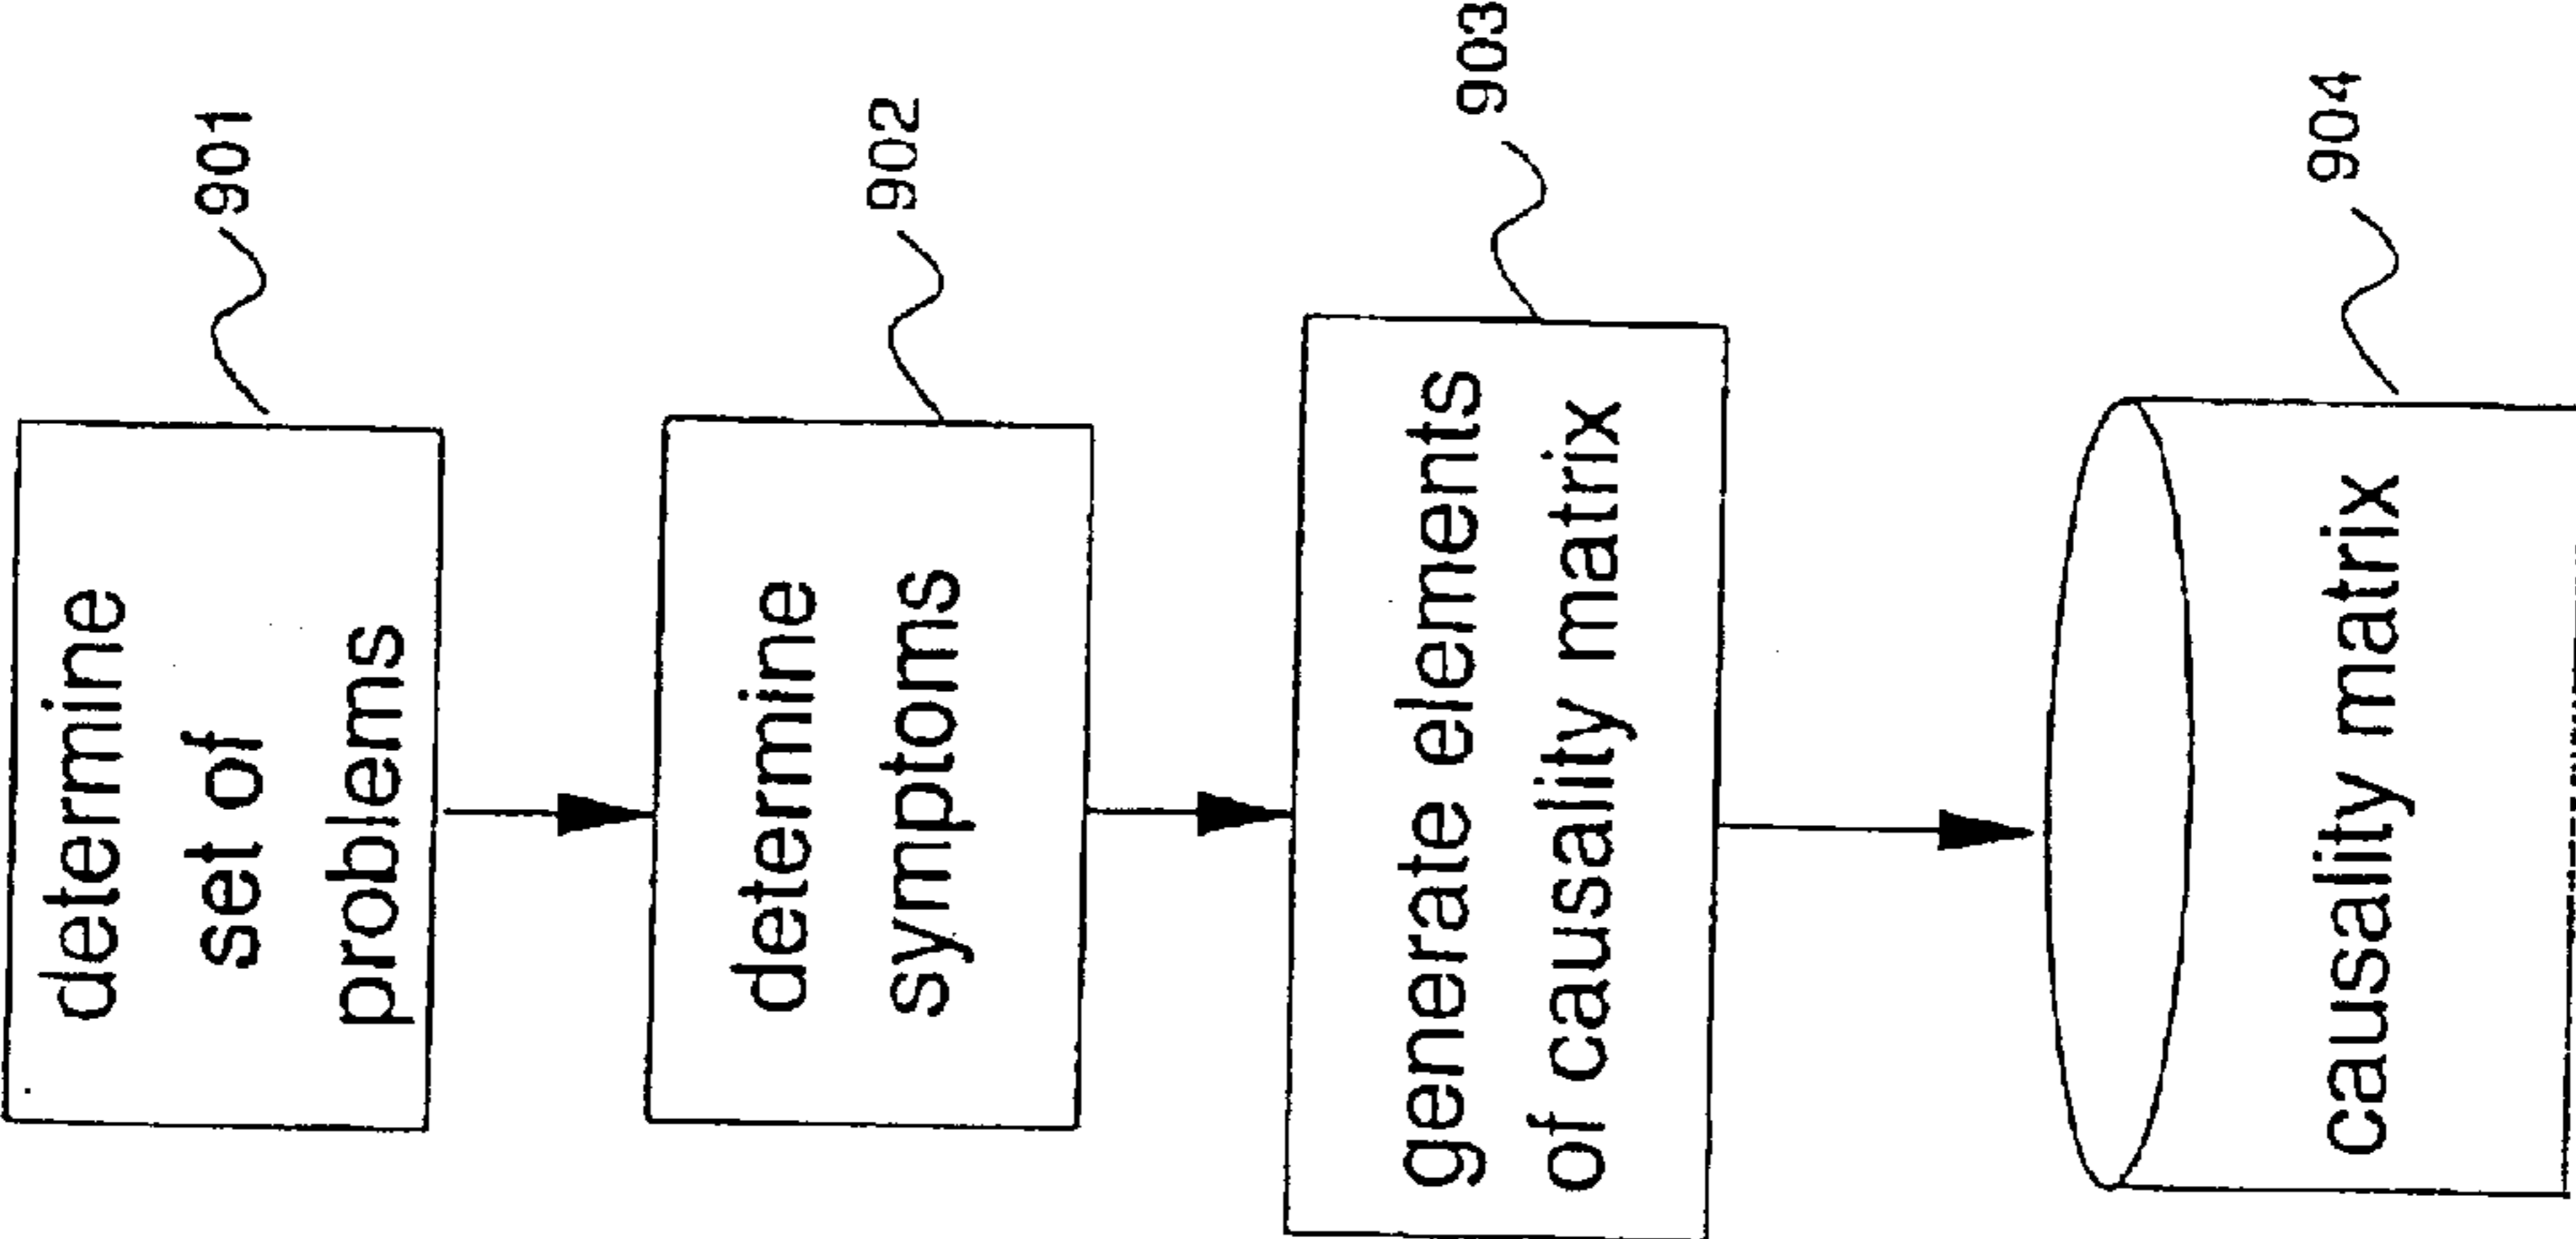 determine
set of
problems
901
determine
symptoms
902
generate elements
of causality matrix
903
causality matrix
904